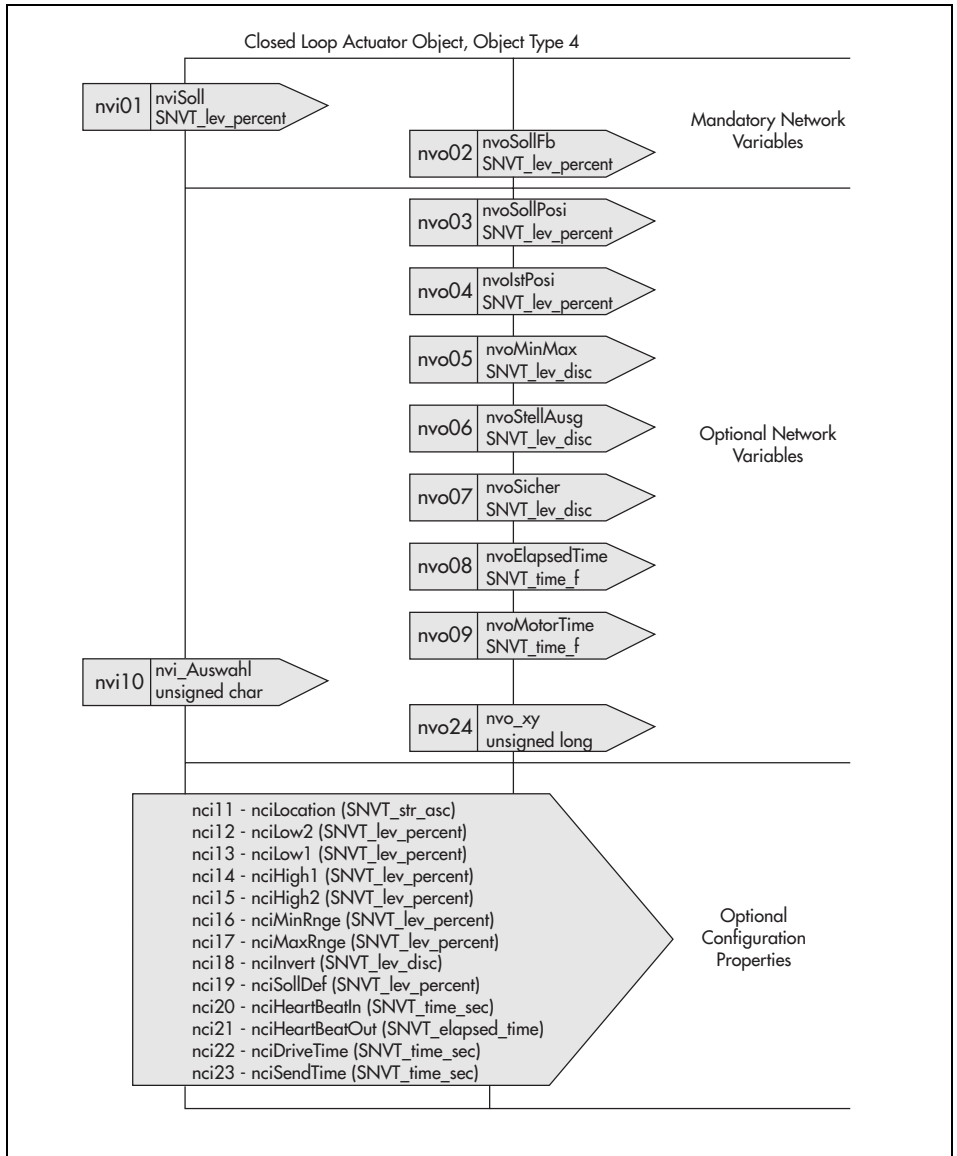 Closed Loop Actuator Object, Object Type 4
nvi01
nviSoll
SNVT_lev_percent
Mandatory Network
Variables
nvo02
nvoSollFb
SNVT_lev_percent
nvo03
nvoSollPosi
SNVT_lev_percent
nvo04
nvoIstPosi
SNVT_lev_percent
nvo05
nvoMinMax
SNVT_lev_disc
nvo06
nvoStellAusg
SNVT_lev_disc
Optional Network
Variables
nvo07
nvoSicher
SNVT_lev_disc
nvo08
nvoElapsedTime
SNVT_time_f
nvo09
nvoMotorTime
SNVT_time_f
nvi10
nvi_Auswahl
unsigned char
nvo24
nvo_xy
unsigned long
nci11 - nciLocation (SNVT_str_asc)
nci12 - nciLow2 (SNVT_lev_percent)
nci13 - nciLow1 (SNVT_lev_percent)
nci14 - nciHigh1 (SNVT_lev_percent)
nci15 - nciHigh2 (SNVT_lev_percent)
nci16 - nciMinRnge (SNVT_lev_percent)
nci17 - nciMaxRnge (SNVT_lev_percent)
nci18 - nciInvert (SNVT_lev_disc)
nci19 - nciSollDef (SNVT_lev_percent)
nci20 - nciHeartBeatIn (SNVT_time_sec)
nci21 - nciHeartBeatOut (SNVT_elapsed_time)
nci22 - nciDriveTime (SNVT_time_sec)
nci23 - nciSendTime (SNVT_time_sec)
Optional
Configuration
Properties